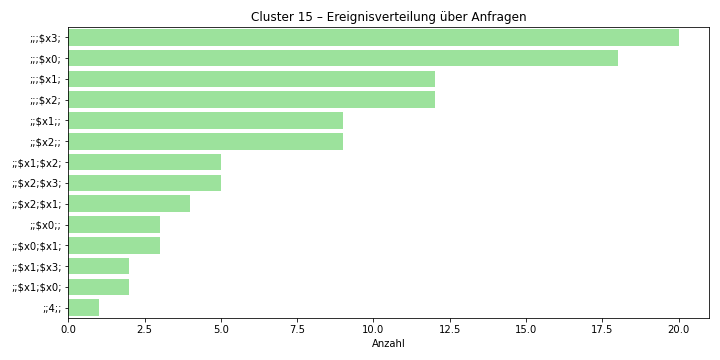 Cluster 15 – Ereignisverteilung über Anfragen
;;;$x3;
;;;$x0;
;;;$x1;
;;;$x2;
;;$x1;;
;;$x2;;
;;$x1;$x2;
;;$x2;$x3;
;;$x2;$x1;
;;$x0;;
;;$x0;$x1;
;;$x1;$x3;
;;$x1;$x0;
;;4;;
0.0 2.5 5.0 7.5 10.0 12.5 15.0 17.5 20.0
Anzahl